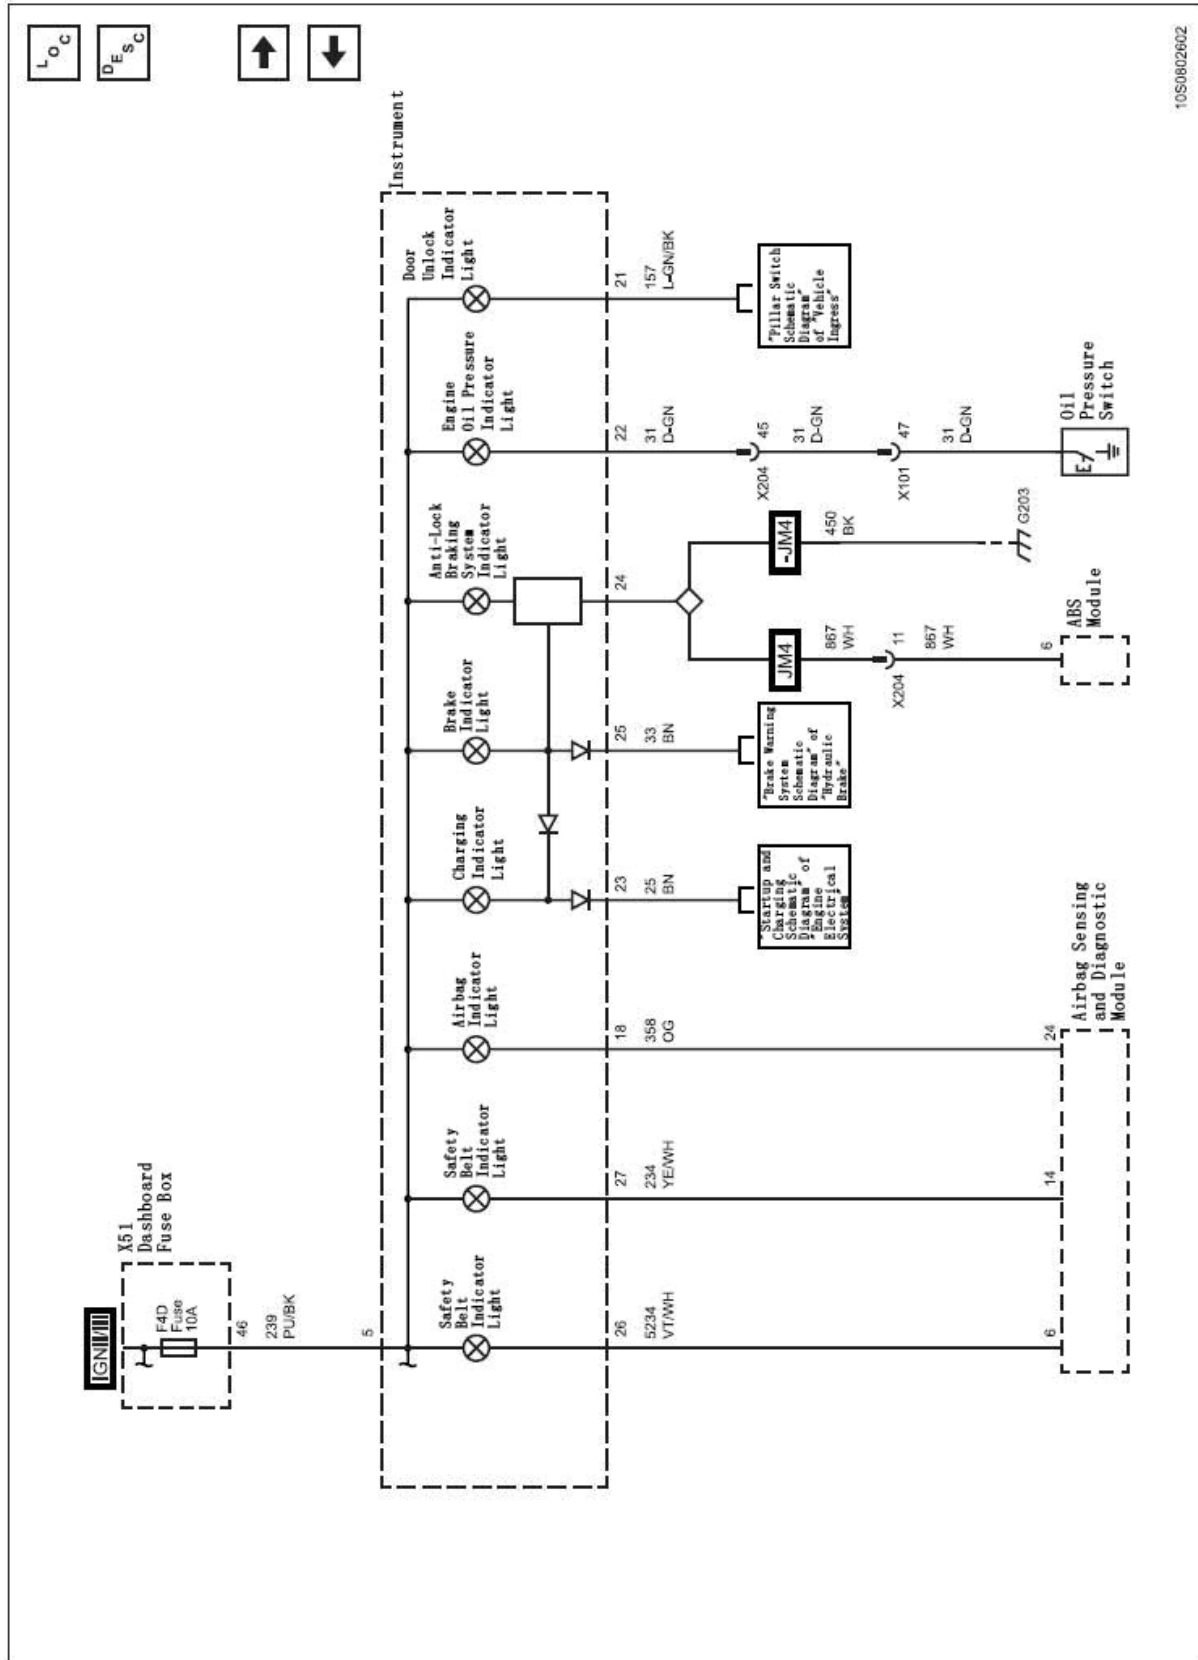 LOC
DESC
10S0802602
IGNII/III
X51
Dashboard
Fuse Box
F4D
Fuse
10A
46
239
PU/BK
5
Instrument
Safety
Belt
Indicator
Light
Safety
Belt
Indicator
Light
Airbag
Indicator
Light
Charging
Indicator
Light
Brake
Indicator
Light
Anti-Lock
Braking
System
Indicator
Light
Engine
Oil Pressure
Indicator
Light
Door
Unlock
Indicator
Light
26
5234
VT/WH
27
234
YE/WH
18
358
OG
23
25
BN
25
33
BN
24
22
31
D-GN
21
157
L-GN/BK
"Startup and
Charging
Schematic
Diagram" of
"Engine
Electrical
System"
"Brake Warning
System
Schematic
Diagram" of
"Hydraulic
Brake"
JM4
-JM4
867
WH
450
BK
X204
11
867
WH
G203
X204
45
31
D-GN
X101
47
31
D-GN
"Pillar Switch
Schematic
Diagram"
of "Vehicle
Ingress"
6
14
24
Airbag Sensing
and Diagnostic
Module
6
ABS
Module
Oil
Pressure
Switch